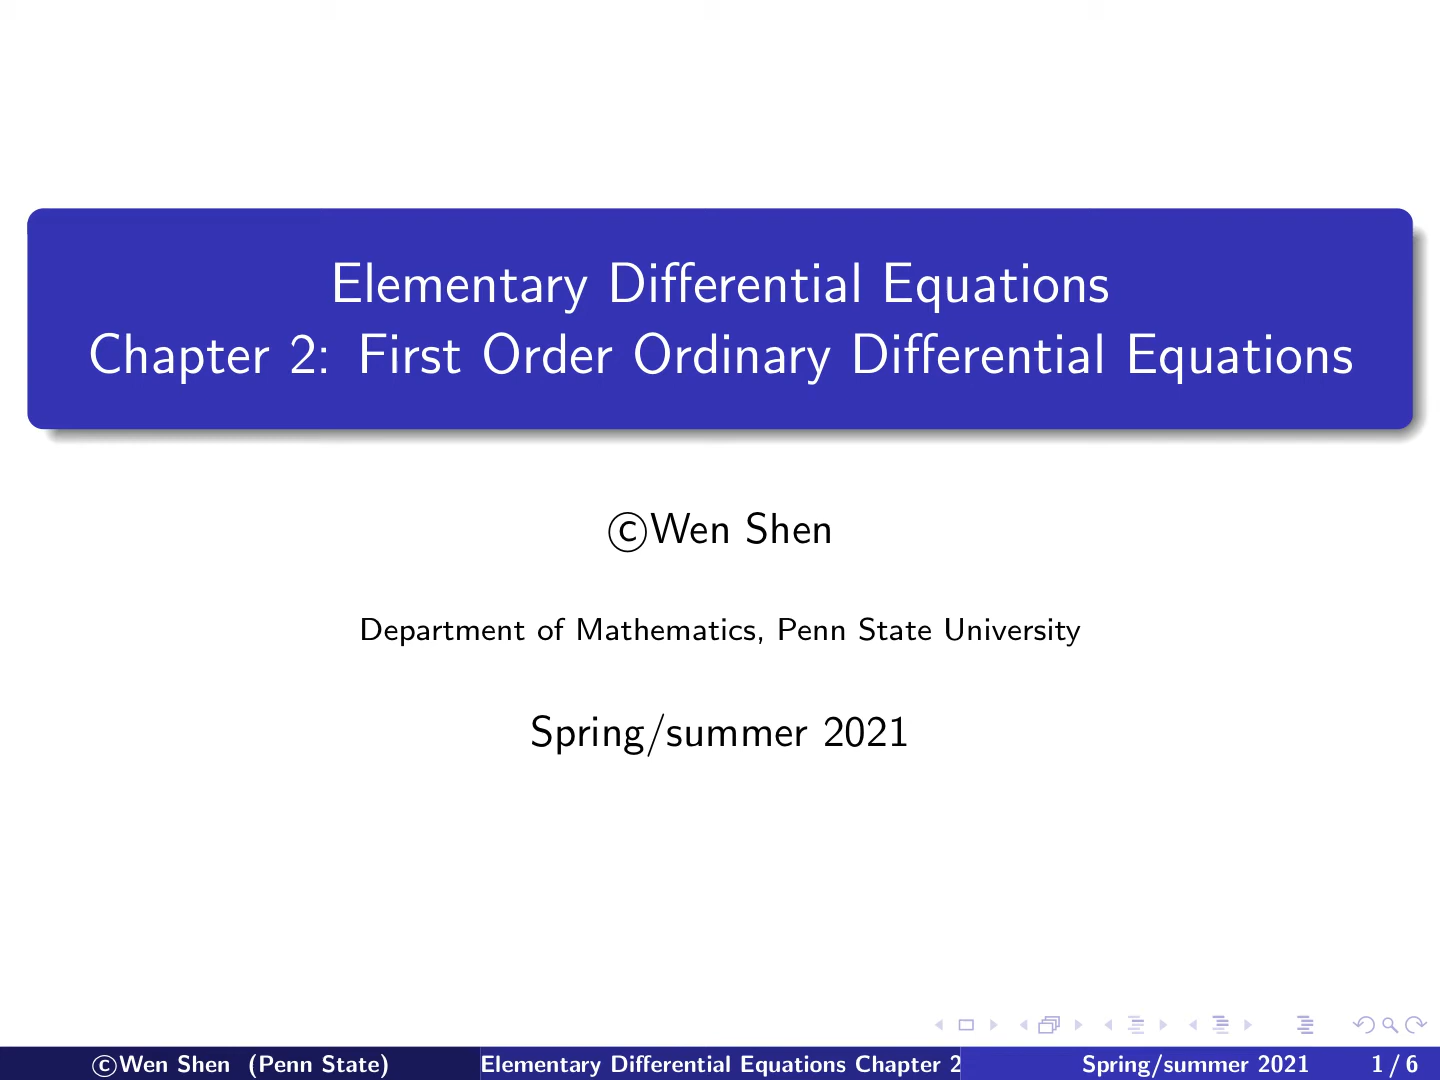 Elementary Differential Equations
Chapter 2: First Order Ordinary Differential Equations
©Wen Shen
Department of Mathematics, Penn State University
Spring/summer 2021
©Wen Shen (Penn State)
Elementary Differential Equations Chapter 2
Spring/summer 2021
1 / 6